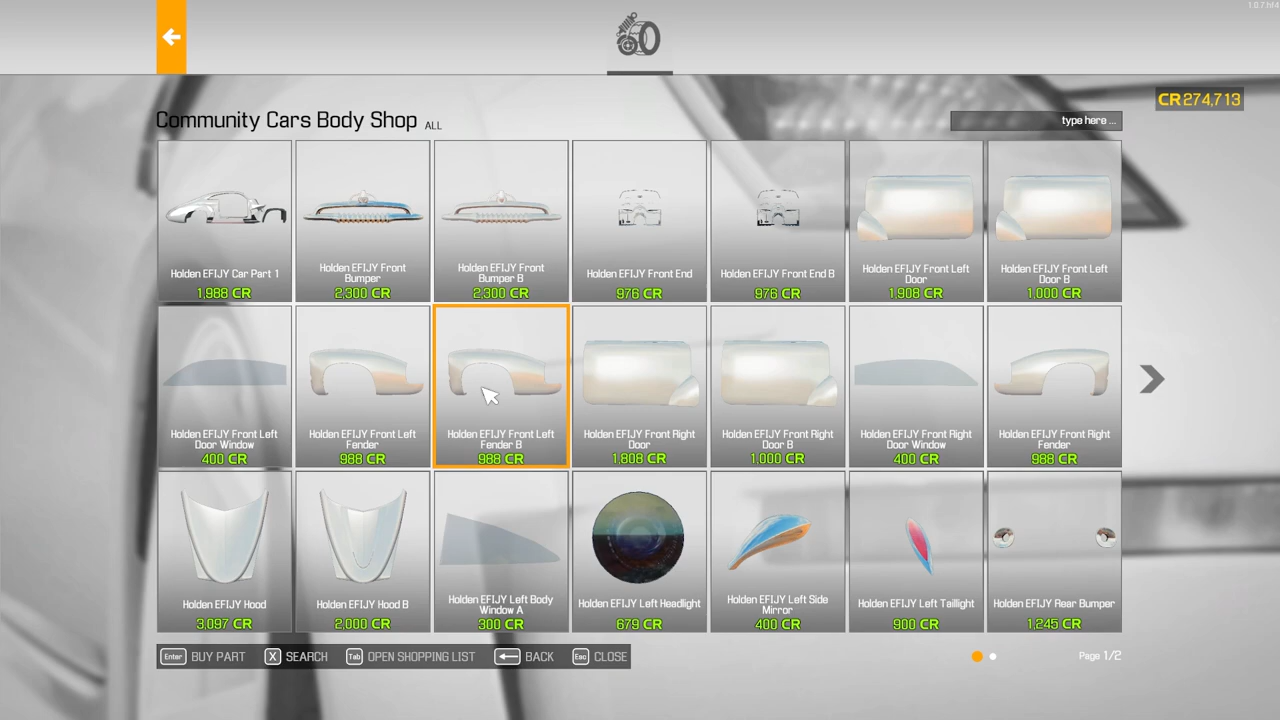 1.0.7.hf4
CR274,713
Community Cars Body Shop ALL
type here ...
Holden EFIJY Car Part 1
1,988 CR
Holden EFIJY Front
Bumper
2,300 CR
Holden EFIJY Front
Bumper B
2,300 CR
Holden EFIJY Front End
976 CR
Holden EFIJY Front End B
976 CR
Holden EFIJY Front Left
Door
1,908 CR
Holden EFIJY Front Left
Door B
1,000 CR
Holden EFIJY Front Left
Door Window
400 CR
Holden EFIJY Front Left
Fender
988 CR
Holden EFIJY Front Left
Fender B
988 CR
Holden EFIJY Front Right
Door
1,808 CR
Holden EFIJY Front Right
Door B
1,000 CR
Holden EFIJY Front Right
Door Window
400 CR
Holden EFIJY Front Right
Fender
988 CR
Holden EFIJY Hood
3,097 CR
Holden EFIJY Hood B
2,000 CR
Holden EFIJY Left Body
Window A
300 CR
Holden EFIJY Left Headlight
679 CR
Holden EFIJY Left Side
Mirror
400 CR
Holden EFIJY Left Taillight
900 CR
Holden EFIJY Rear Bumper
1,245 CR
Enter BUY PART X SEARCH Tab OPEN SHOPPING LIST BACK Esc CLOSE
Page 1/2